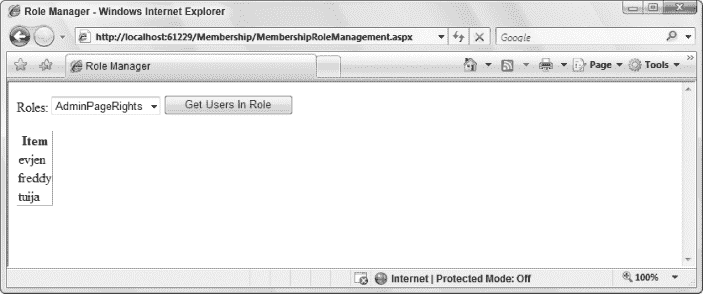 Role Manager - Windows Internet Explorer
http://localhost:61229/Membership/MembershipRoleManagement.aspx
Google
Role Manager
Page
Tools
Roles: AdminPageRights Get Users In Role
Item
evjen
freddy
tuija
Internet | Protected Mode: Off
100%